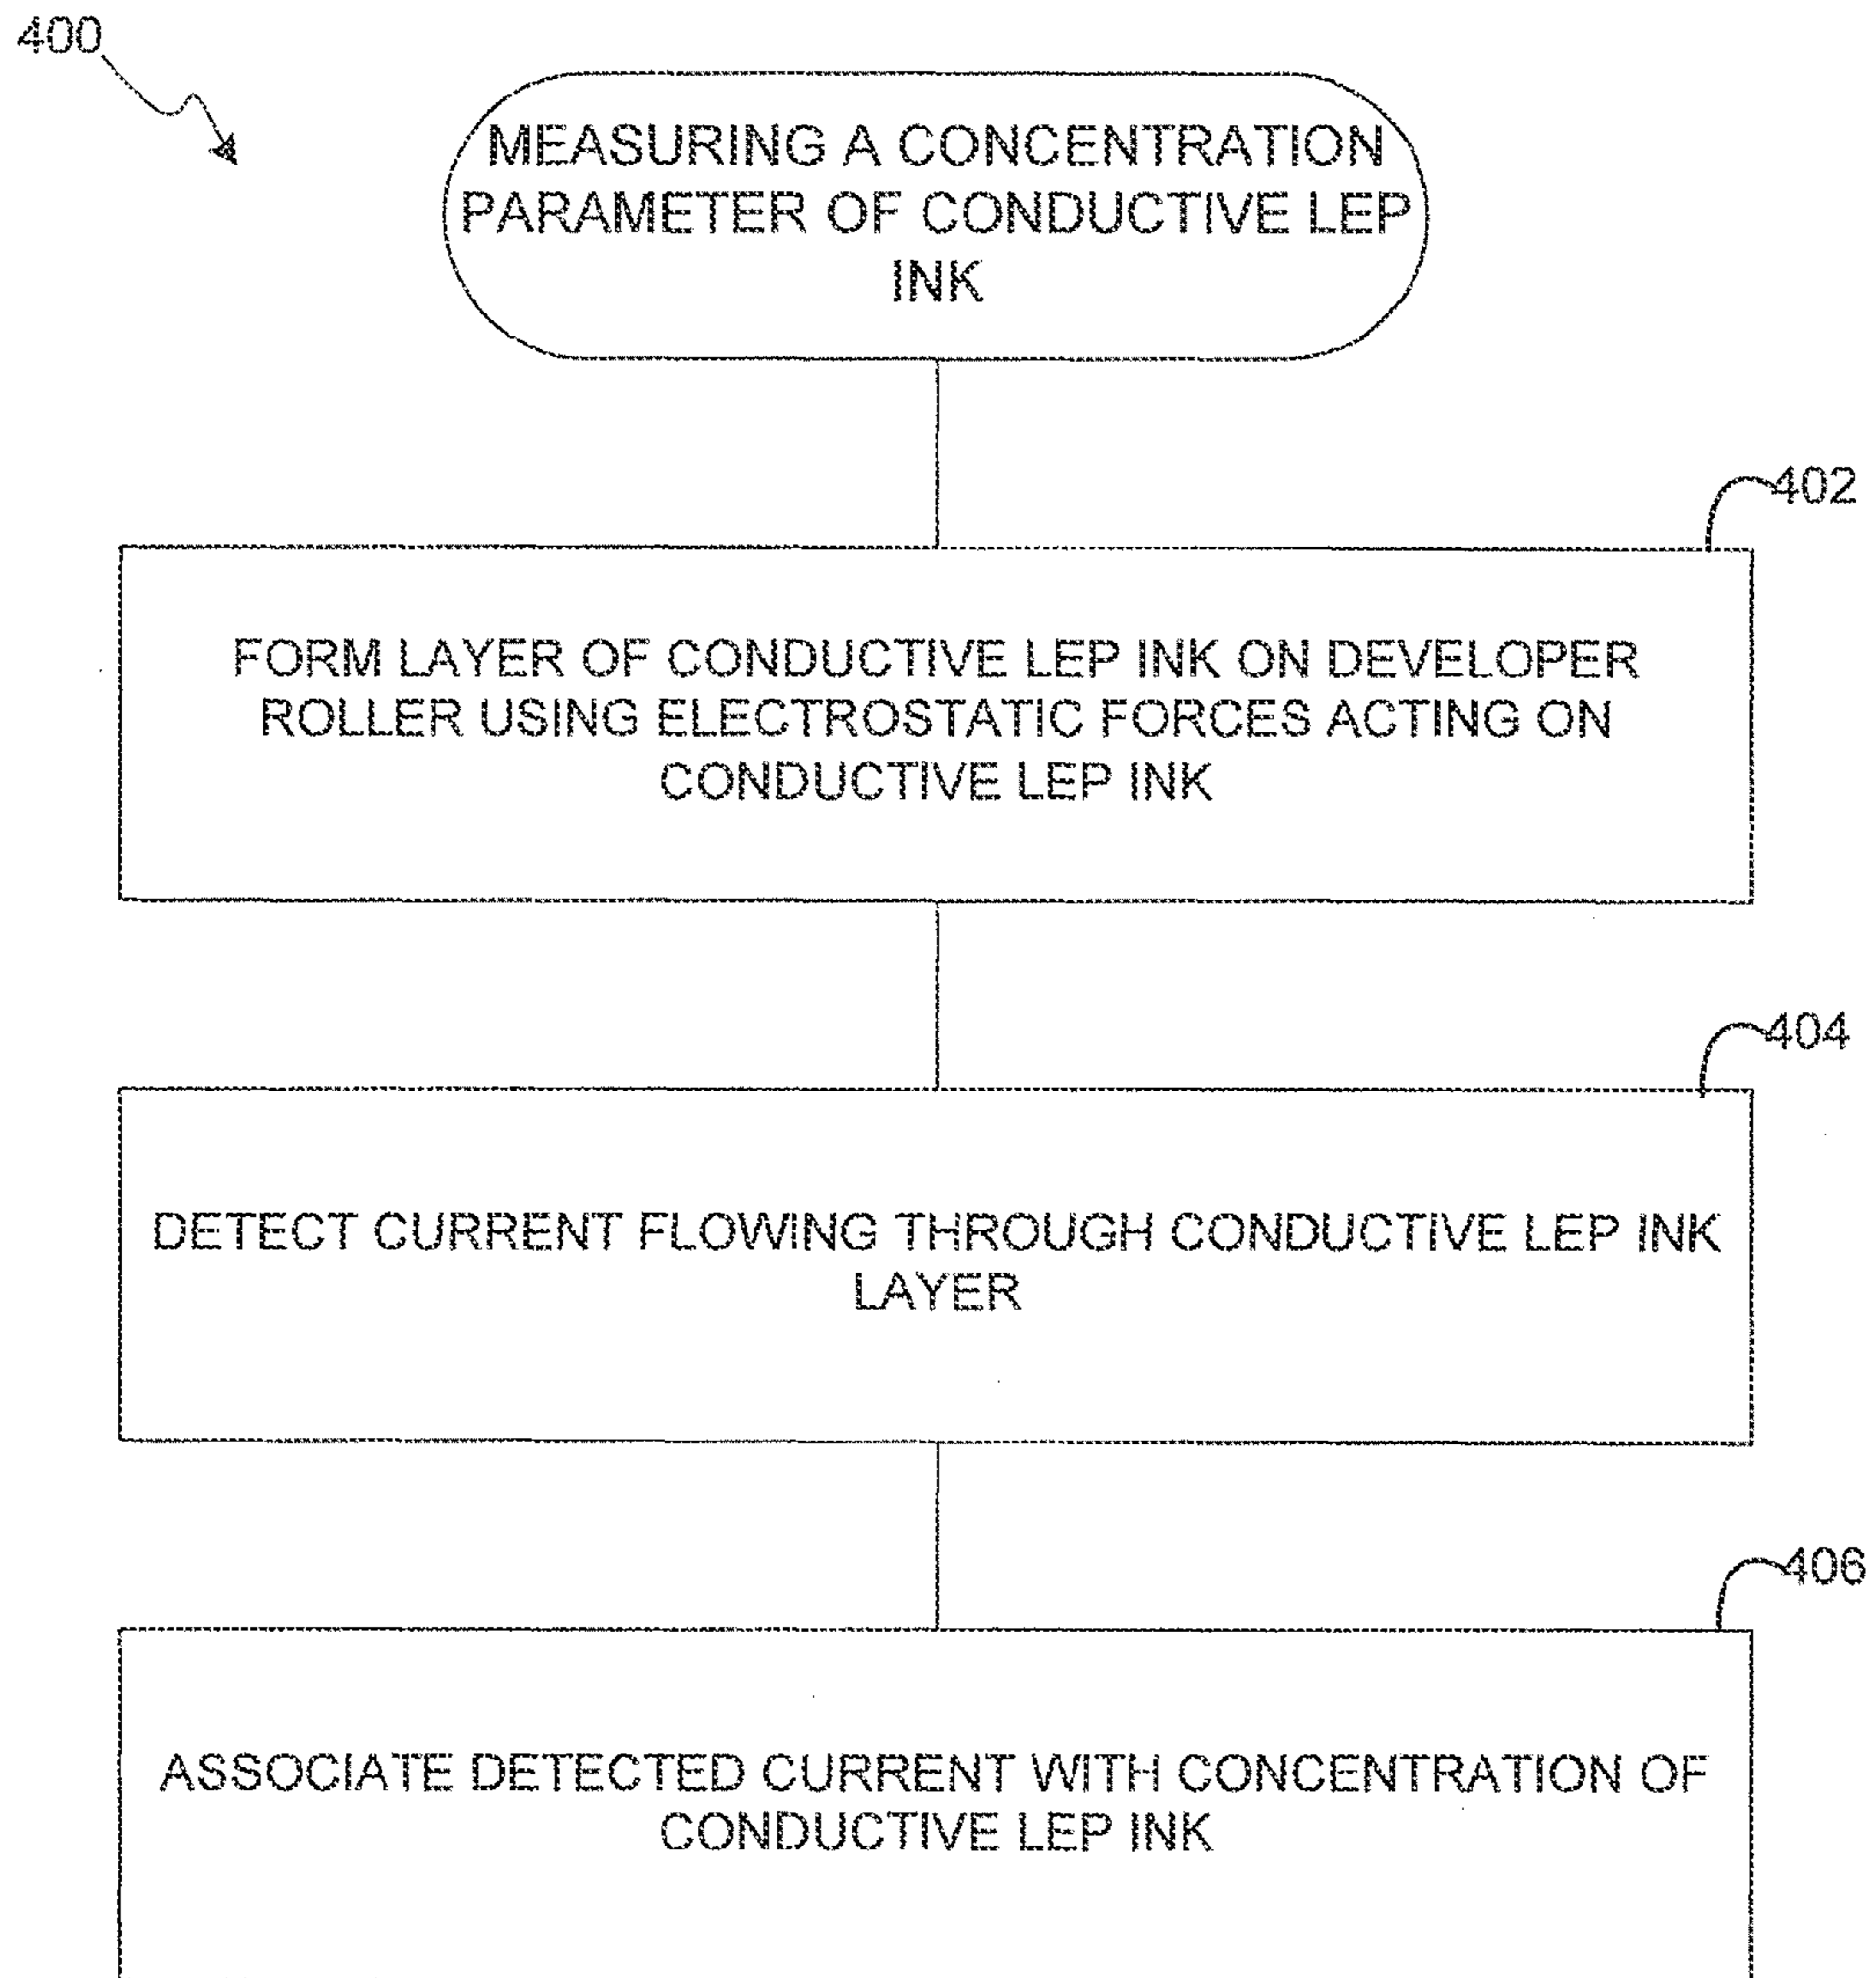 400
MEASURING A CONCENTRATION
PARAMETER OF CONDUCTIVE LEP
INK
402
FORM LAYER OF CONDUCTIVE LEP INK ON DEVELOPER
ROLLER USING ELECTROSTATIC FORCES ACTING ON
CONDUCTIVE LEP INK
404
DETECT CURRENT FLOWING THROUGH CONDUCTIVE LEP INK
LAYER
406
ASSOCIATE DETECTED CURRENT WITH CONCENTRATION OF
CONDUCTIVE LEP INK